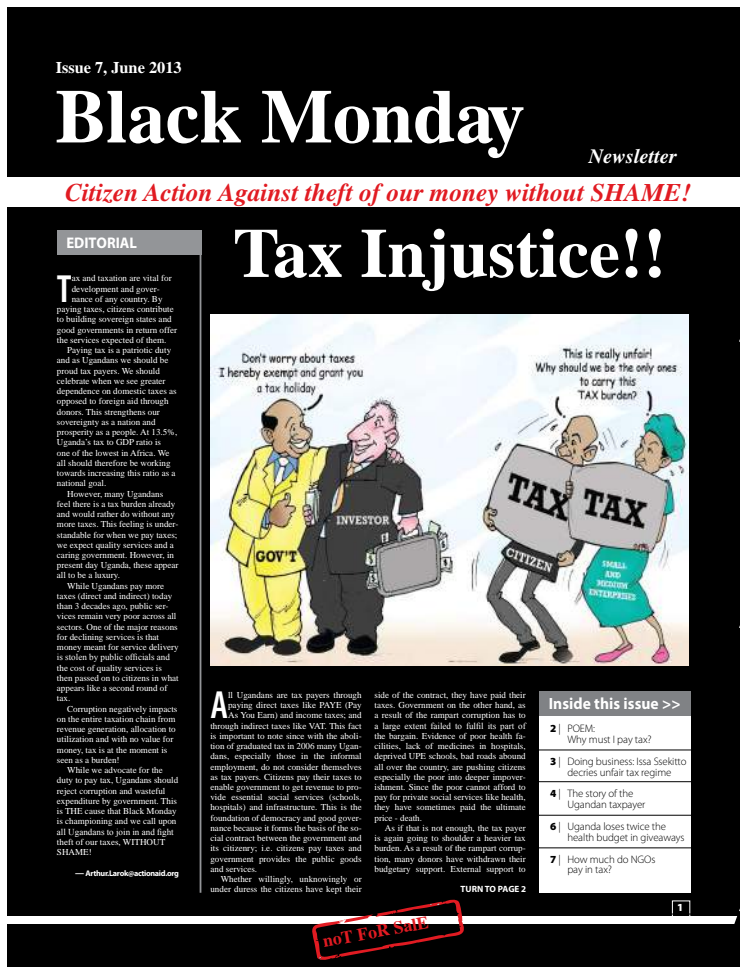 Issue 7, June 2013
Black Monday
Newsletter
Citizen Action Against theft of our money without SHAME!
EDITORIAL
Tax and taxation are vital for
development and gover-
nance of any country. By
paying taxes, citizens contribute
to building sovereign states and
good governments in return offer
the services expected of them.
Paying tax is a patriotic duty
and as Ugandans we should be
proud tax payers. We should
celebrate when we see greater
dependence on domestic taxes as
opposed to foreign aid through
donors. This strengthens our
sovereignty as a nation and
prosperity as a people. At 13.5%,
Uganda's tax to GDP ratio is
one of the lowest in Africa. We
all should therefore be working
towards increasing this ratio as a
national goal.
However, many Ugandans
feel there is a tax burden already
and would rather do without any
more taxes. This feeling is under-
standable for when we pay taxes;
we expect quality services and a
caring government. However, in
present day Uganda, these appear
all to be a luxury.
While Ugandans pay more
taxes (direct and indirect) today
than 3 decades ago, public ser-
vices remain very poor across all
sectors. One of the major reasons
for declining services is that
money meant for service delivery
is stolen by public officials and
the cost of quality services is
then passed on to citizens in what
appears like a second round of
tax.
Corruption negatively impacts
on the entire taxation chain from
revenue generation, allocation to
utilization and with no value for
money, tax is at the moment is
seen as a burden!
While we advocate for the
duty to pay tax, Ugandans should
reject corruption and wasteful
expenditure by government. This
is THE cause that Black Monday
is championing and we call upon
all Ugandans to join in and fight
theft of our taxes, WITHOUT
SHAME!
— Arthur.Larok@actionaid.org
Tax Injustice!!
Don't worry about taxes
I hereby exempt and grant you
a tax holiday
This is really unfair!
Why should we be the only ones
to carry this
TAX burden?
GOV'T
INVESTOR
$
$
$
$
TAX
TAX
CITIZEN
SMALL
AND
MEDIUM
ENTERPRISES
All Ugandans are tax payers through
paying direct taxes like PAYE (Pay
As You Earn) and income taxes; and
through indirect taxes like VAT. This fact
is important to note since with the aboli-
tion of graduated tax in 2006 many Ugan-
dans, especially those in the informal
employment, do not consider themselves
as tax payers. Citizens pay their taxes to
enable government to get revenue to pro-
vide essential social services (schools,
hospitals) and infrastructure. This is the
foundation of democracy and good gover-
nance because it forms the basis of the so-
cial contract between the government and
its citizenry; i.e. citizens pay taxes and
government provides the public goods
and services.
Whether willingly, unknowingly or
under duress the citizens have kept their
side of the contract, they have paid their
taxes. Government on the other hand, as
a result of the rampart corruption has to
a large extent failed to fulfil its part of
the bargain. Evidence of poor health fa-
cilities, lack of medicines in hospitals,
deprived UPE schools, bad roads abound
all over the country, are pushing citizens
especially the poor into deeper impover-
ishment. Since the poor cannot afford to
pay for private social services like health,
they have sometimes paid the ultimate
price - death.
As if that is not enough, the tax payer
is again going to shoulder a heavier tax
burden. As a result of the rampart corrup-
tion, many donors have withdrawn their
budgetary support. External support to
TURN TO PAGE 2
Inside this issue >>
2 | POEM:
Why must I pay tax?
3 | Doing business: Issa Ssekitto
decries unfair tax regime
4 | The story of the
Ugandan taxpayer
6 | Uganda loses twice the
health budget in giveaways
7 | How much do NGOs
pay in tax?
1
noT FoR SalE